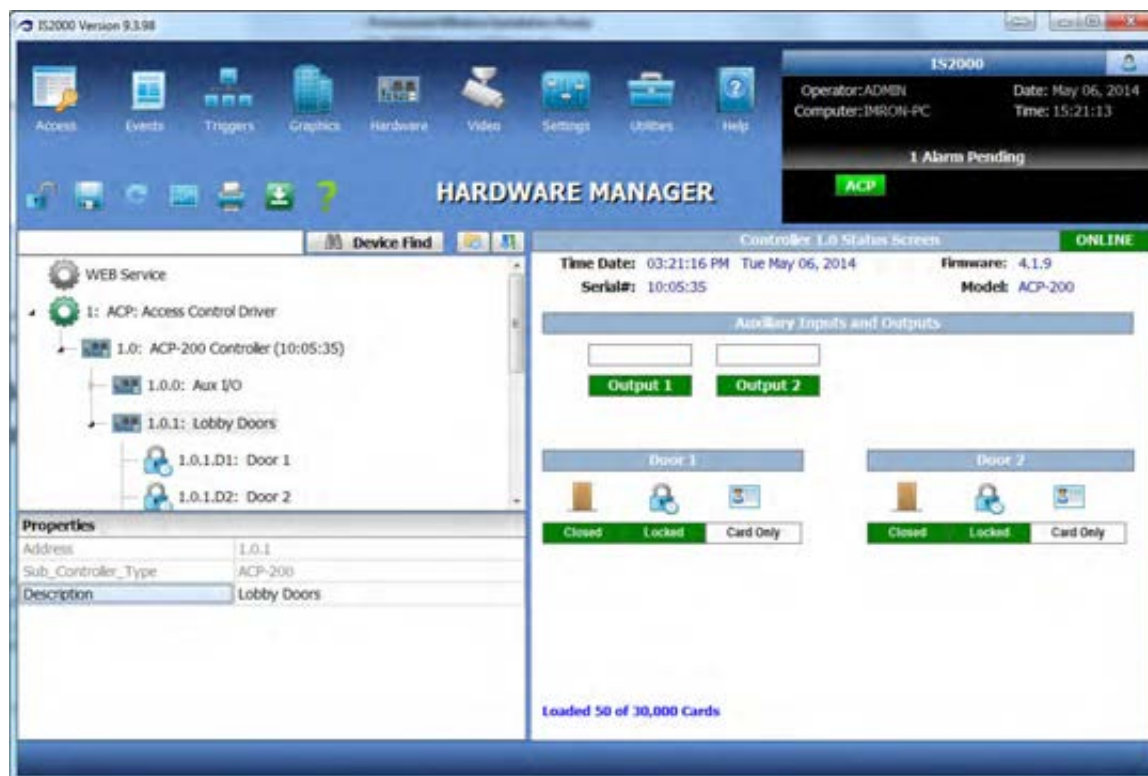 IS2000 Version 9.3.98
Access Events Triggers Graphics Hardware Video Settings Utilities Help
IS2000
Operator:ADMIN Date: May 06, 2014
Computer:IMRON-PC Time: 15:21:13
1 Alarm Pending
ACP
HARDWARE MANAGER
Device Find
WEB Service
1: ACP: Access Control Driver
1.0: ACP-200 Controller (10:05:35)
1.0.0: Aux I/O
1.0.1: Lobby Doors
1.0.1.D1: Door 1
1.0.1.D2: Door 2
Properties
Address 1.0.1
Sub_Controller_Type ACP-200
Description Lobby Doors
Controller 1.0 Status Screen ONLINE
Time Date: 03:21:16 PM Tue May 06, 2014 Firmware: 4.1.9
Serial#: 10:05:35 Model: ACP-200
Auxiliary Inputs and Outputs
Output 1 Output 2
Door 1 Door 2
Closed Locked Card Only Closed Locked Card Only
Loaded 50 of 30,000 Cards